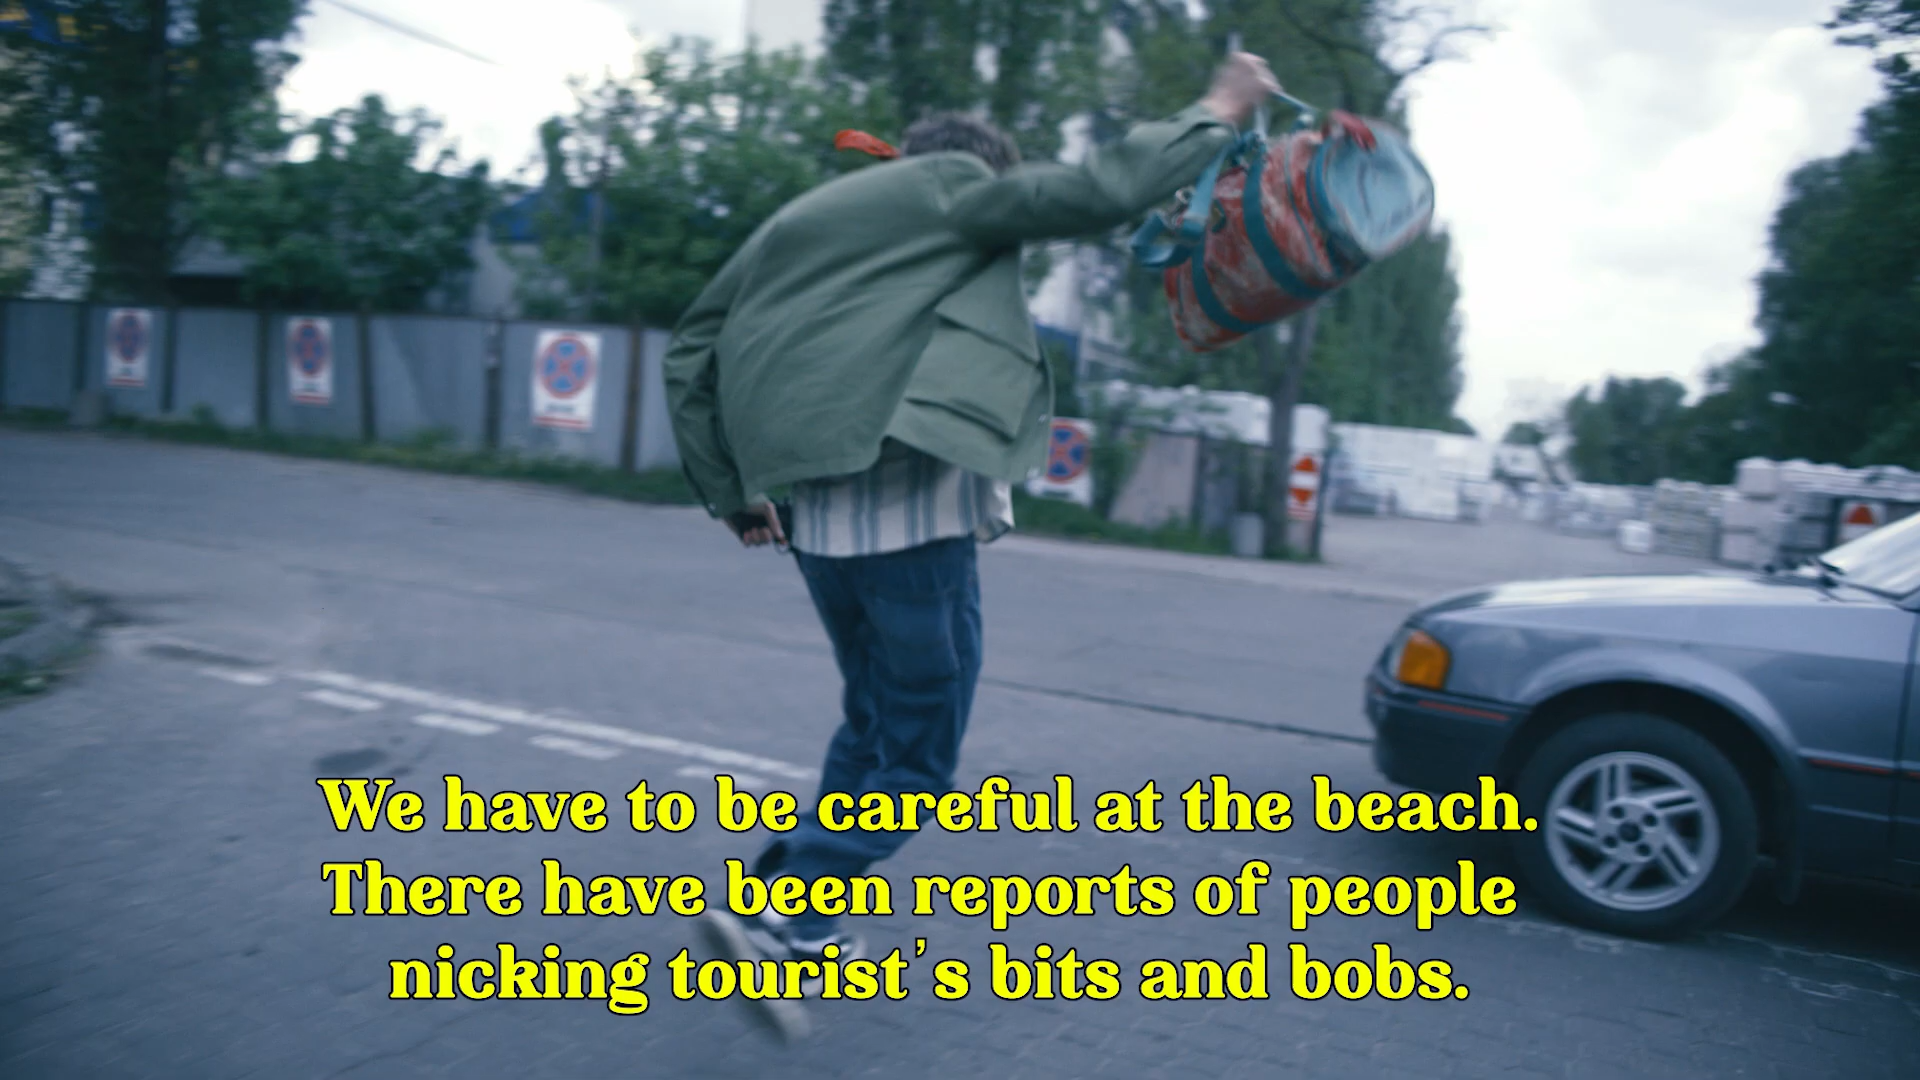 We have to be careful at the beach.
There have been reports of people
nicking tourist's bits and bobs.